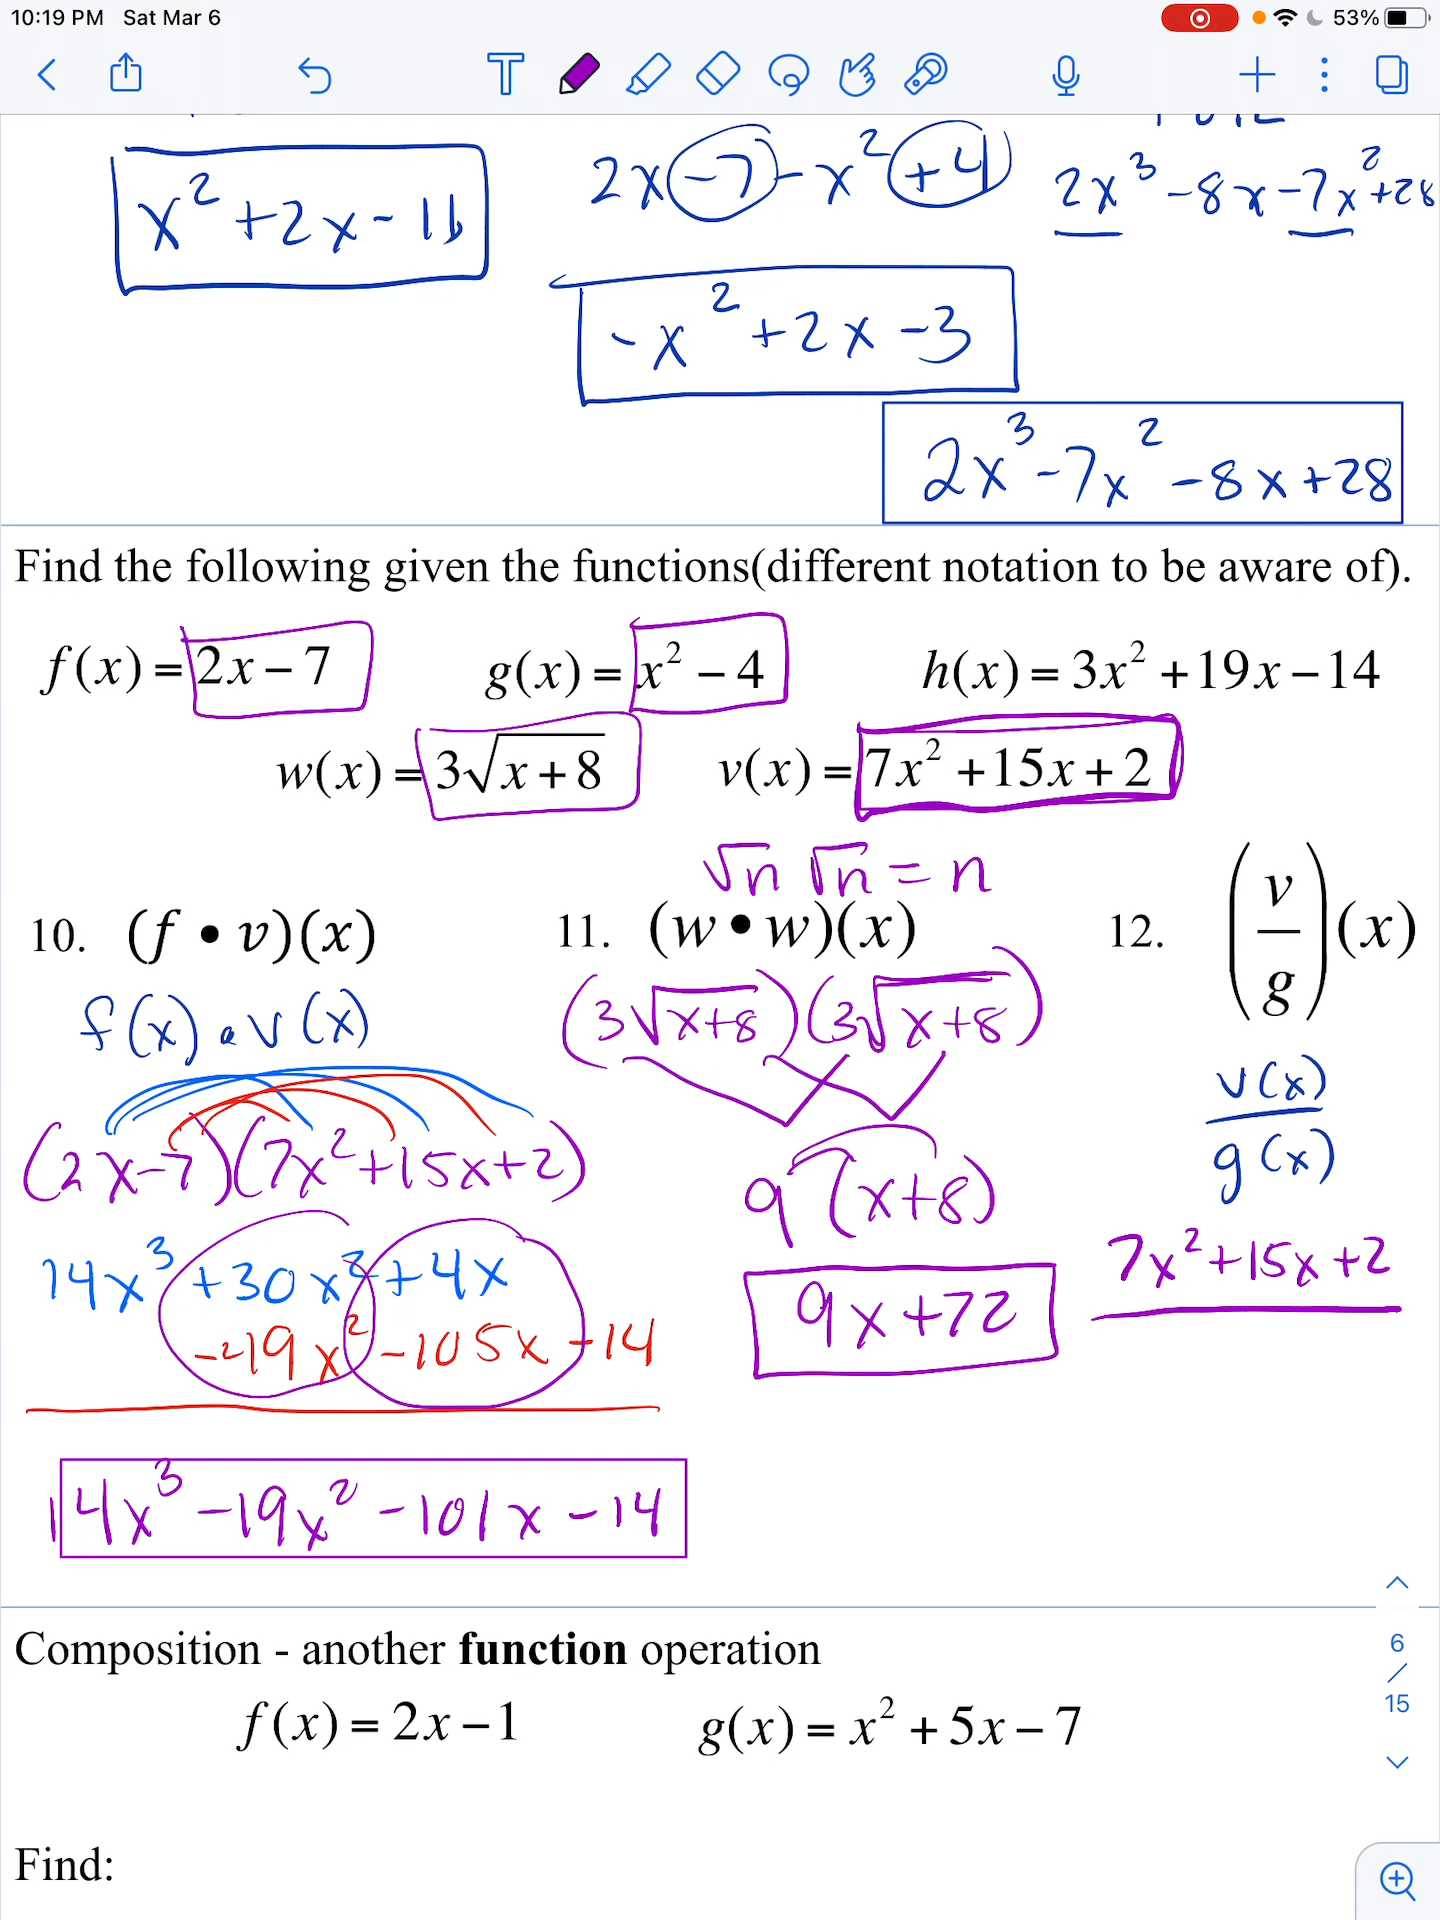 10:19 PM Sat Mar 6 53%
T
x² + 2x - 11
2x - 7 - x² + 4
2x³ - 8x - 7x² + 28
-x² + 2x - 3
2x³ - 7x² - 8x + 28
Find the following given the functions(different notation to be aware of).
f(x) = 2x - 7 g(x) = x² - 4 h(x) = 3x² + 19x - 14
w(x) = 3√(x + 8) v(x) = 7x² + 15x + 2
√n √n = n
10. (f • v)(x) 11. (w • w)(x) 12. (v/g)(x)
f(x) • v(x)
(2x - 7)(7x² + 15x + 2)
14x³ + 30x² + 4x
-49x² - 105x - 14
14x³ - 19x² - 101x - 14
(3√(x+8))(3√(x+8))
9(x+8)
9x + 72
v(x)
g(x)
7x² + 15x + 2
Composition - another function operation
f(x) = 2x - 1 g(x) = x² + 5x - 7
Find:
6
/
15